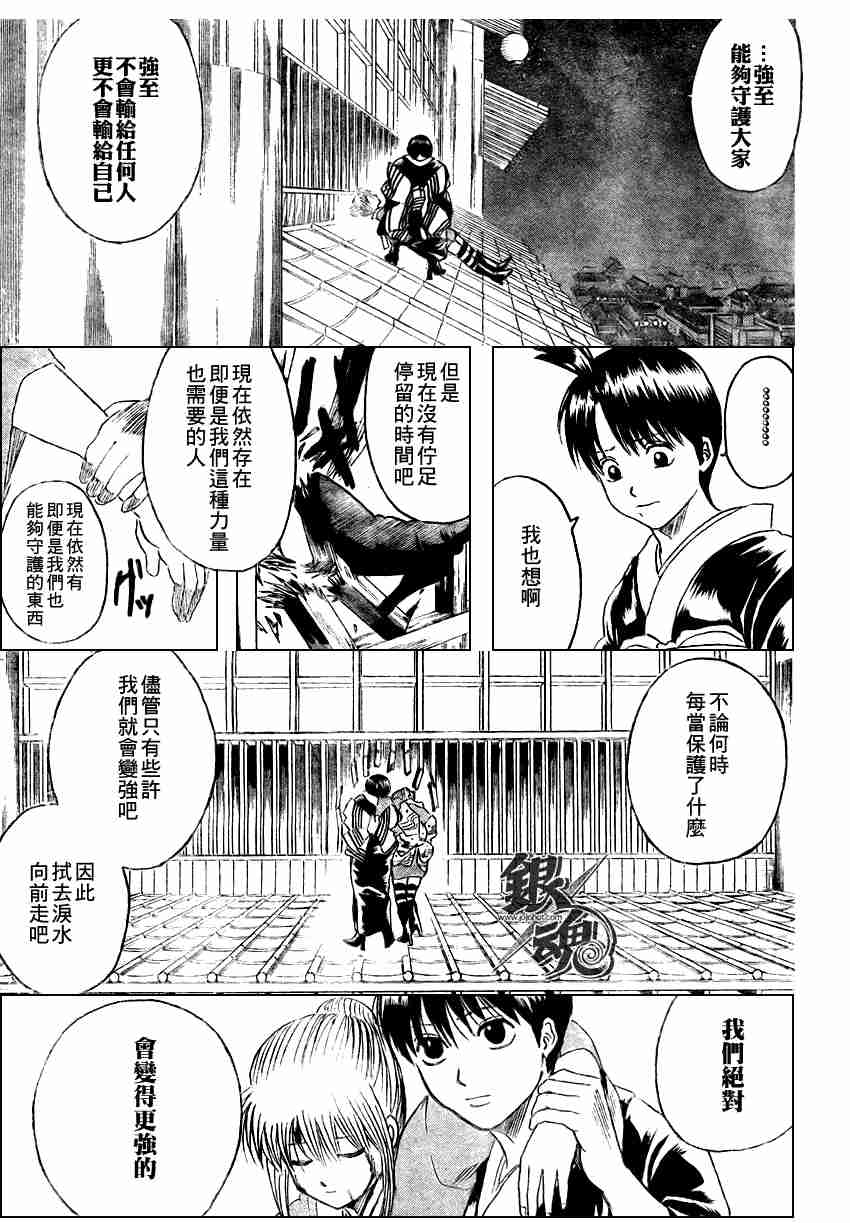 …強至
能夠守護大家
強至
不會輸給任何人
更不會輸給自己
………
我也想啊
但是
現在沒有佇足
停留的時間吧
現在依然存在
即便是我們這種力量
也需要的人
現在依然有
即便是我們也
能夠守護的東西
グッ
不論何時
每當保護了什麼
儘管只有些許
我們就會變強吧
因此
拭去淚水
向前走吧
銀魂
www.jojohot.com
我們絕對
會變得更強的